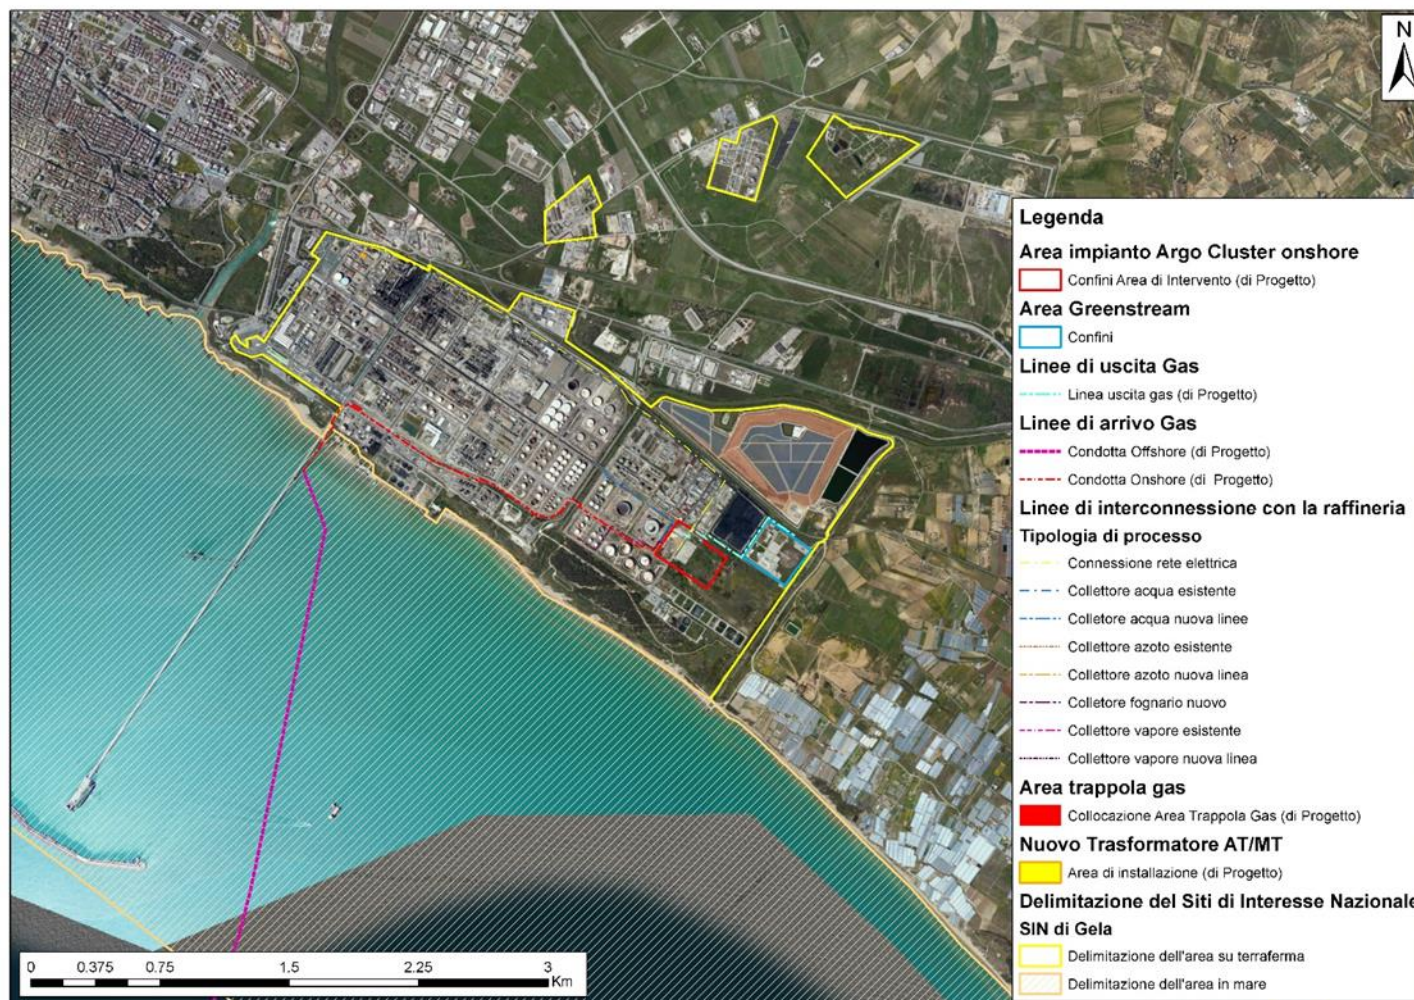 N
Legenda
Area impianto Argo Cluster onshore
Confini Area di Intervento (di Progetto)
Area Greenstream
Confini
Linee di uscita Gas
Linea uscita gas (di Progetto)
Linee di arrivo Gas
Condotta Offshore (di Progetto)
Condotta Onshore (di Progetto)
Linee di interconnessione con la raffineria
Tipologia di processo
Connessione rete elettrica
Collettore acqua esistente
Colletore acqua nuova linee
Collettore azoto esistente
Collettore azoto nuova linea
Colletore fognario nuovo
Collettore vapore esistente
Collettore vapore nuova linea
Area trappola gas
Collocazione Area Trappola Gas (di Progetto)
Nuovo Trasformatore AT/MT
Area di installazione (di Progetto)
Delimitazione del Siti di Interesse Nazionale
SIN di Gela
Delimitazione dell'area su terraferma
Delimitazione dell'area in mare
0 0.375 0.75 1.5 2.25 3
Km